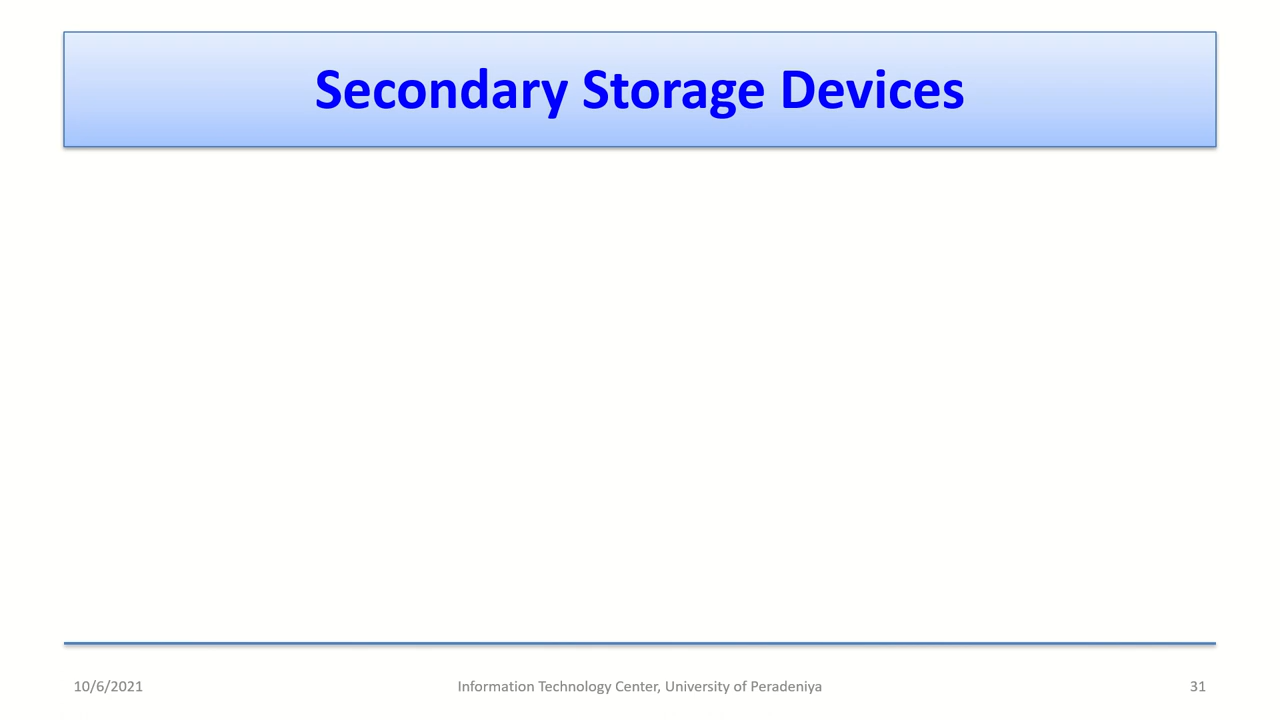 Secondary Storage Devices
10/6/2021
Information Technology Center, University of Peradeniya
31